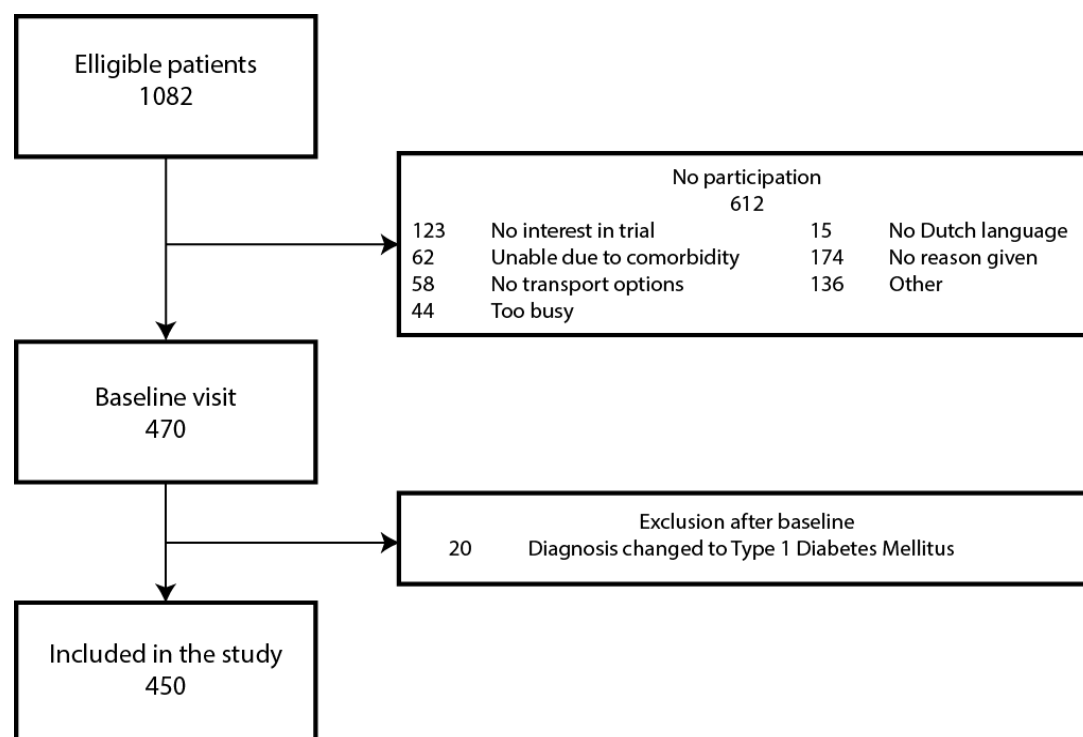 Elligible patients
1082
No participation
612
123 No interest in trial 15 No Dutch language
62 Unable due to comorbidity 174 No reason given
58 No transport options 136 Other
44 Too busy
Baseline visit
470
Exclusion after baseline
20 Diagnosis changed to Type 1 Diabetes Mellitus
Included in the study
450